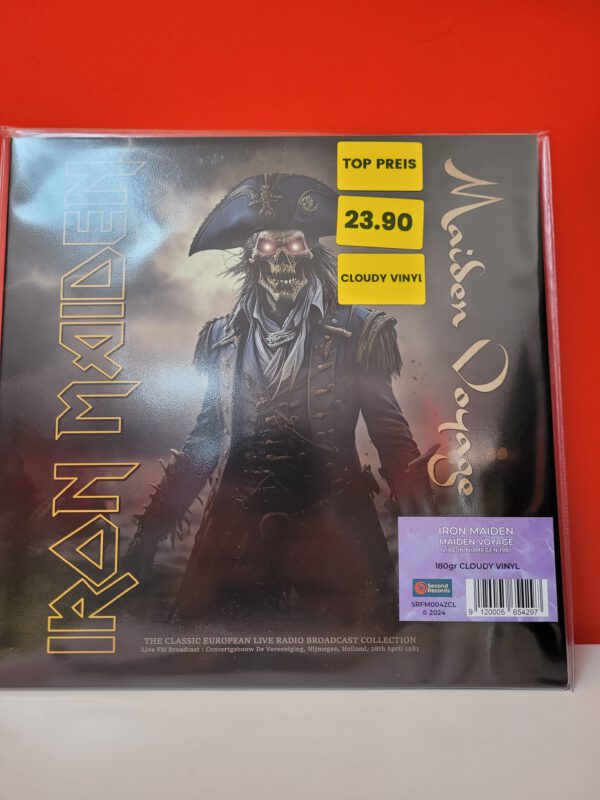 IRON MAIDEN
TOP PREIS
23.90
CLOUDY VINYl
Maiden Voyage
IRON MAIDEN
MAIDEN VOYAGE
LIVE IN NIJMEGEN 1981
180gr CLOUDY VINYL
Second
Records
SRFM0042CL
© 2024
9 120005 654297
THE CLASSIC EUROPEAN LIVE RADIO BROADCAST COLLECTION
Live FM Broadcast : Concertgebouw De Vereeniging, Nijmegen, Holland, 28th April 1981